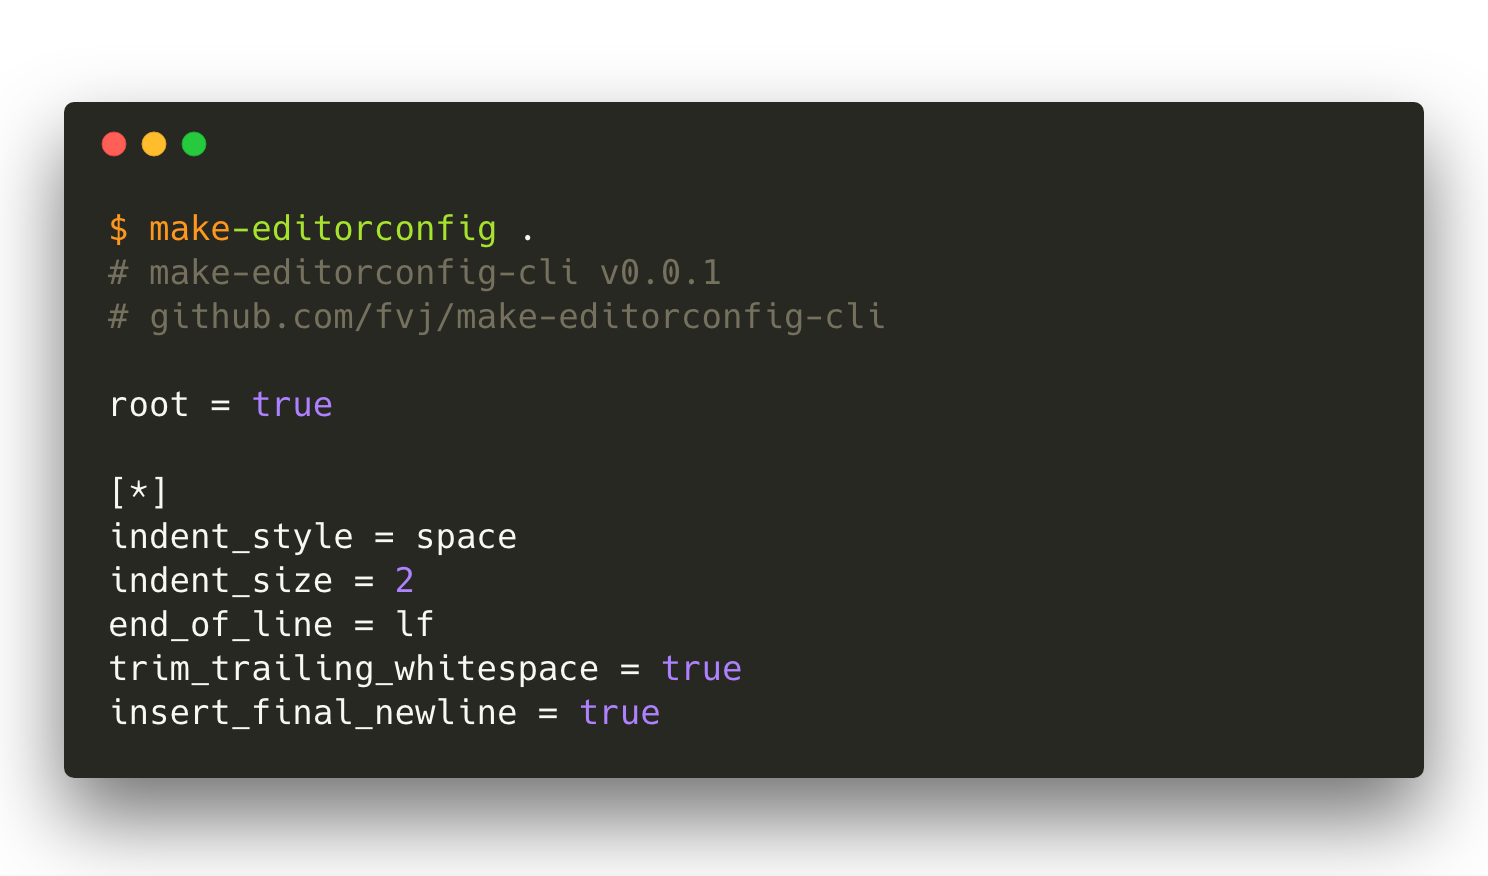 $ make-editorconfig .
# make-editorconfig-cli v0.0.1
# github.com/fvj/make-editorconfig-cli
root = true
[*]
indent_style = space
indent_size = 2
end_of_line = lf
trim_trailing_whitespace = true
insert_final_newline = true